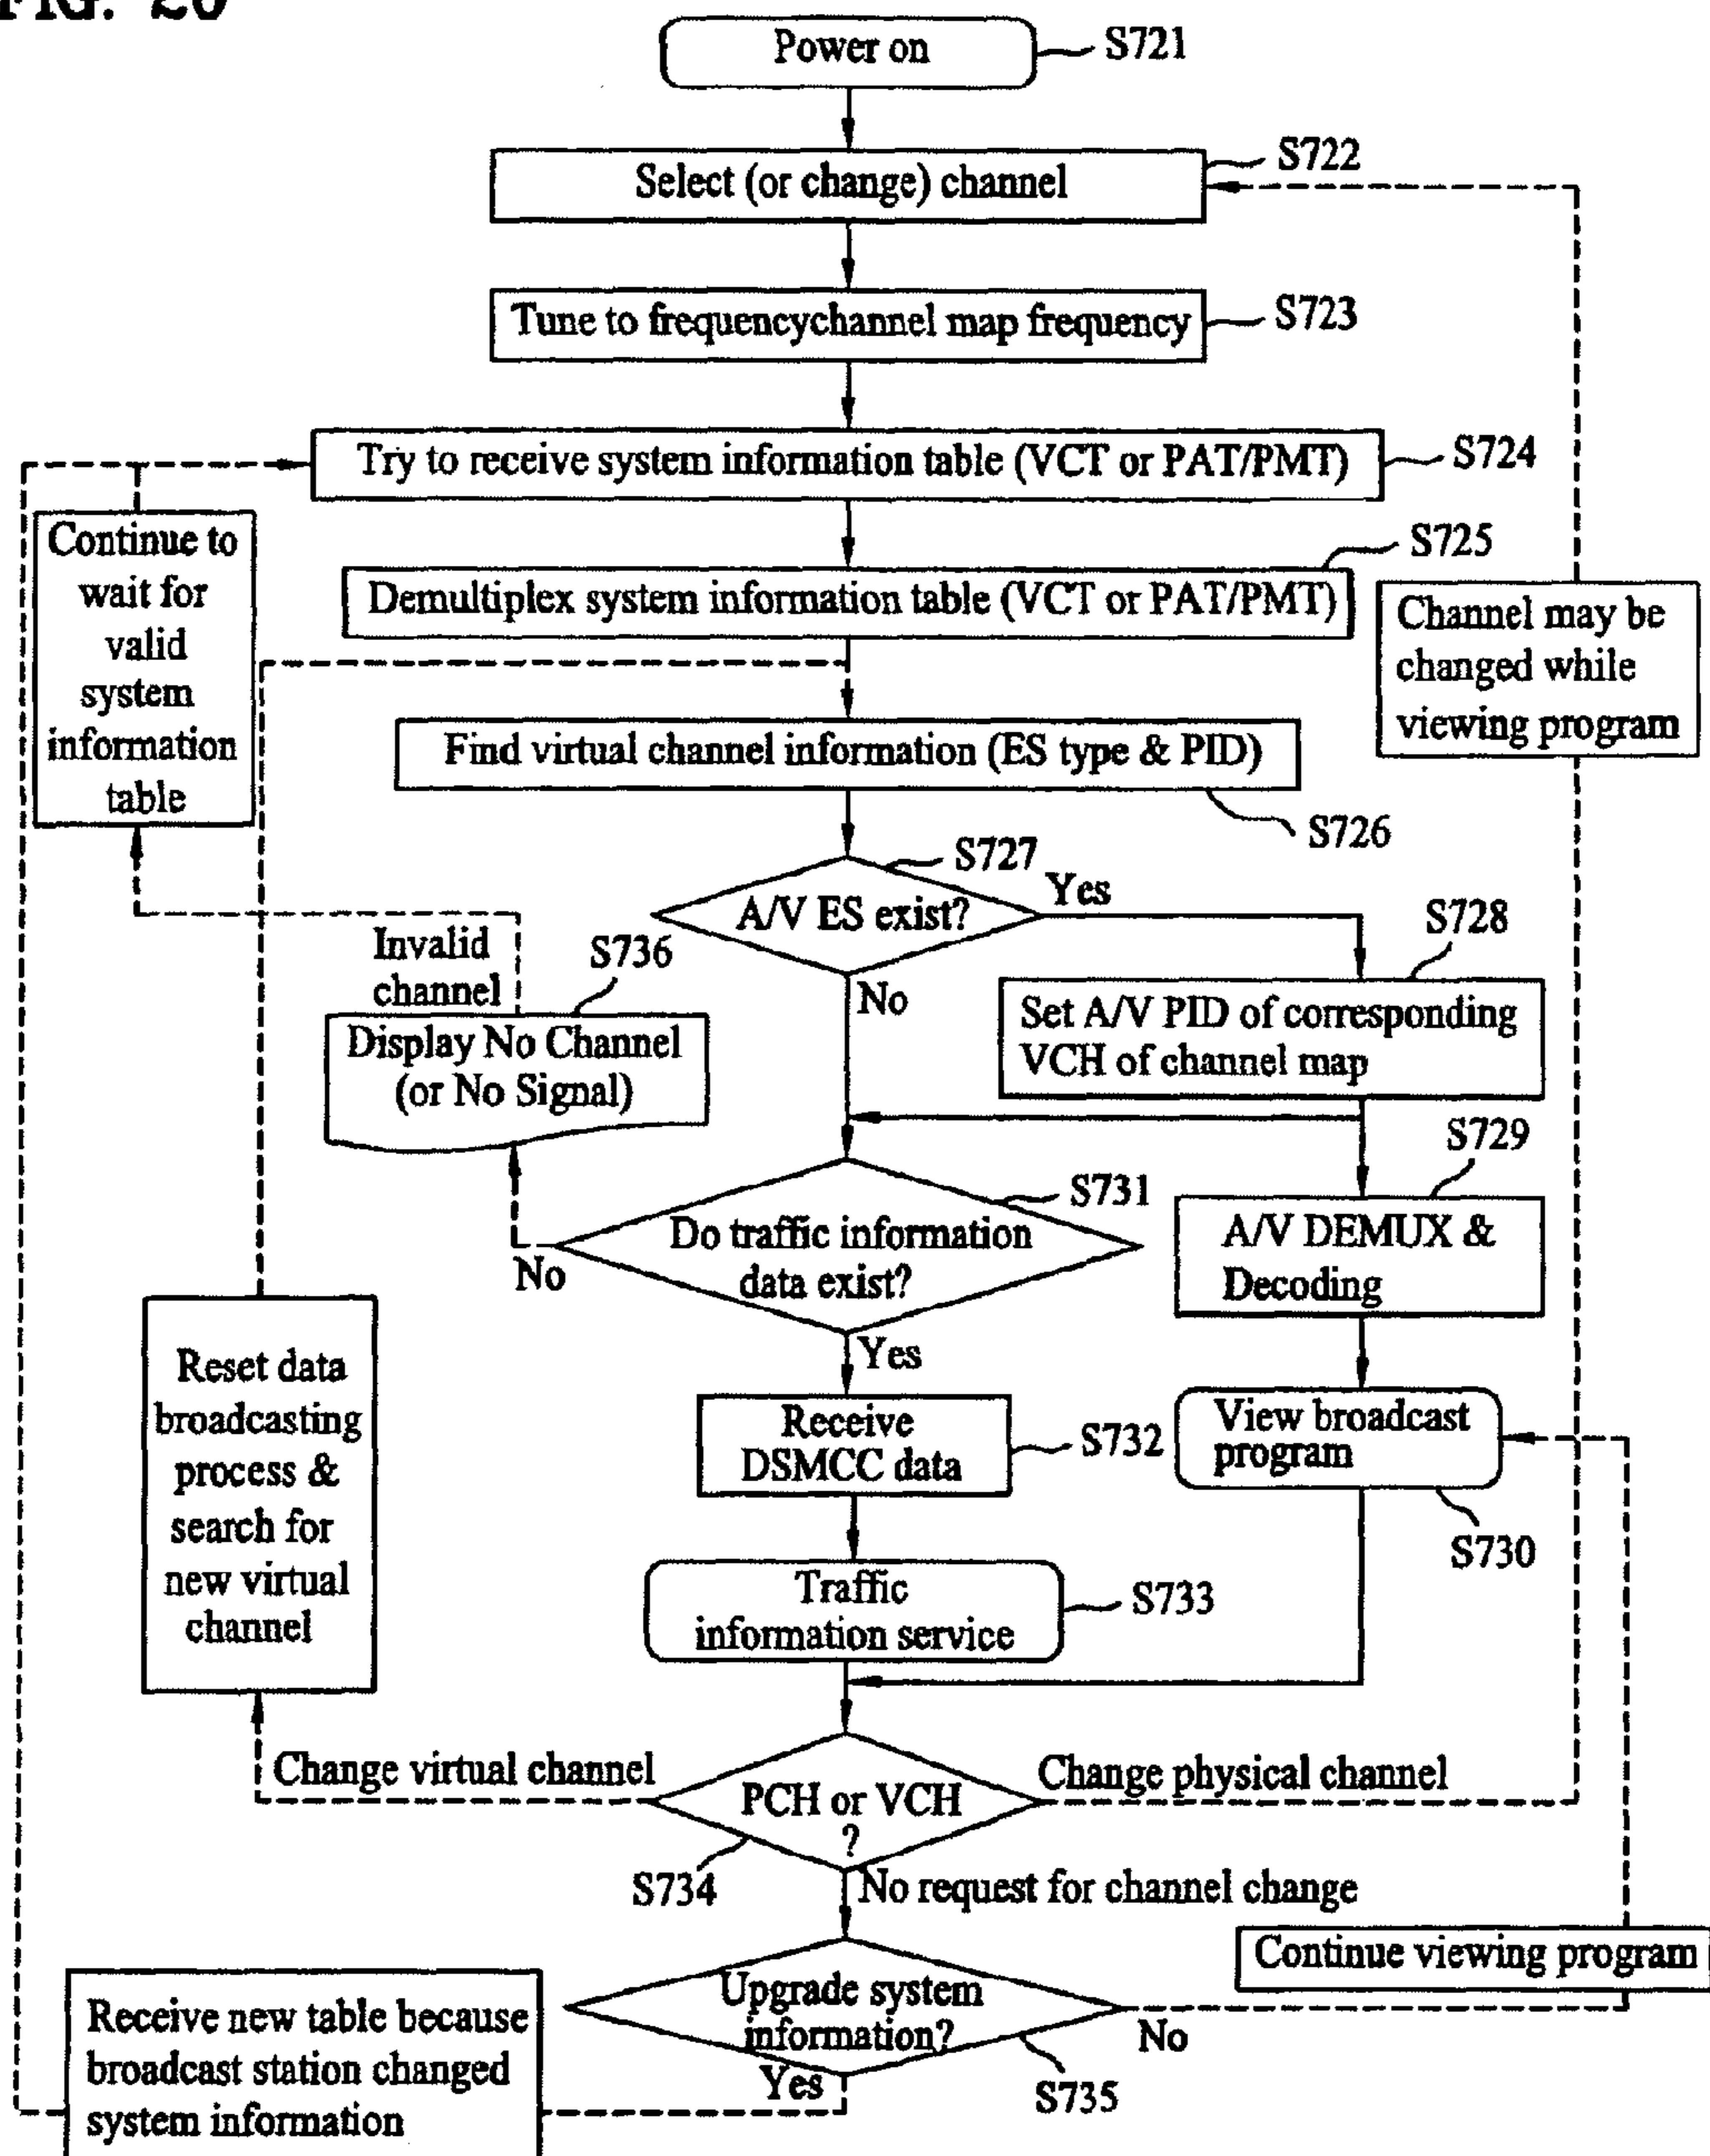 FIG. 20
Power on
S721
Select (or change) channel
S722
Tune to frequencychannel map frequency
S723
Try to receive system information table (VCT or PAT/PMT)
S724
Continue to
wait for
valid
system
information
table
Demultiplex system information table (VCT or PAT/PMT)
S725
Channel may be
changed while
viewing program
Find virtual channel information (ES type & PID)
S726
A/V ES exist?
S727
Yes
No
S728
Set A/V PID of corresponding
VCH of channel map
Invalid
channel
S736
Display No Channel
(or No Signal)
S729
A/V DEMUX &
Decoding
Do traffic information
data exist?
S731
No
Yes
Receive
DSMCC data
S732
View broadcast
program
S730
Reset data
broadcasting
process &
search for
new virtual
channel
Traffic
information service
S733
Change virtual channel
PCH or VCH
?
Change physical channel
S734
No request for channel change
Continue viewing program
Upgrade system
information?
No
Yes
S735
Receive new table because
broadcast station changed
system information